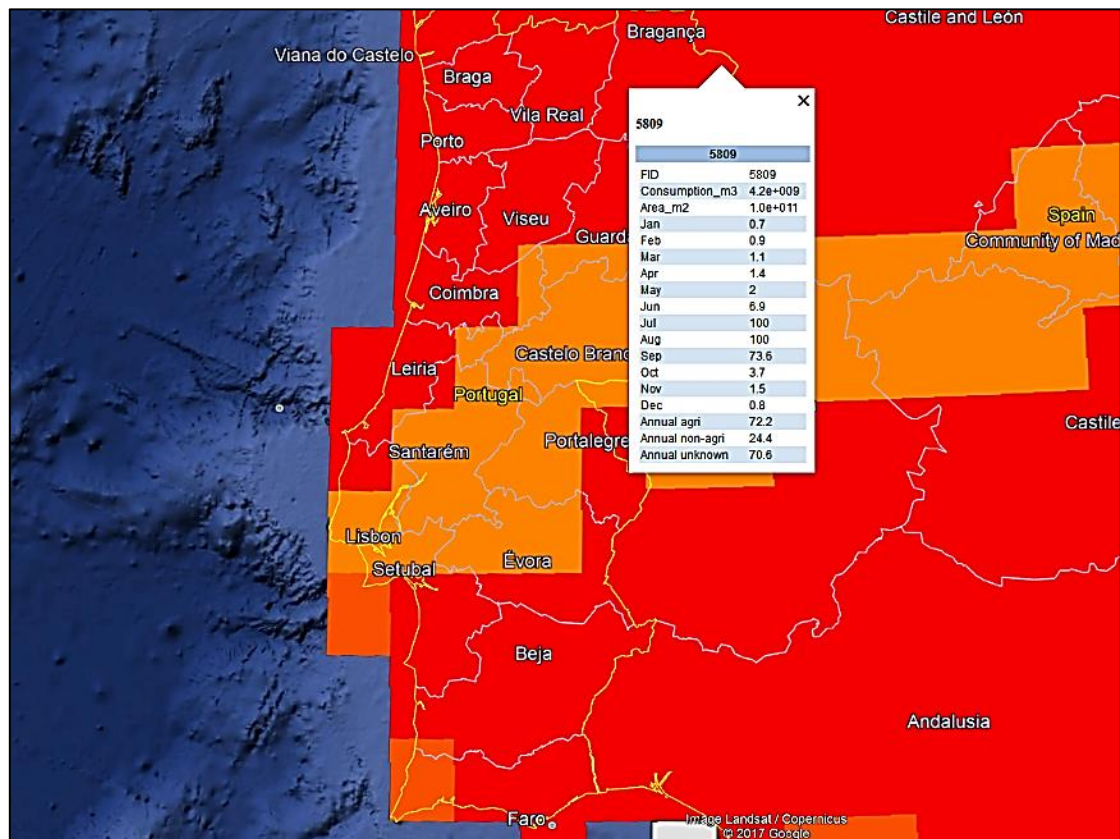 Castile and León
Bragança
Viana do Castelo
Braga
Vila Real
Porto
Aveiro
Viseu
Guarda
Coimbra
Spain
Community of Mad
Leiria
Castelo Branc
Portugal
Castile
Santarém
Portalegre
Lisbon
Évora
Setubal
Beja
Andalusia
Faro
5809
5809
FID 5809
Consumption_m3 4.2e+009
Area_m2 1.0e+011
Jan 0.7
Feb 0.9
Mar 1.1
Apr 1.4
May 2
Jun 6.9
Jul 100
Aug 100
Sep 73.6
Oct 3.7
Nov 1.5
Dec 0.8
Annual agri 72.2
Annual non-agri 24.4
Annual unknown 70.6
Image Landsat / Copernicus
© 2017 Google